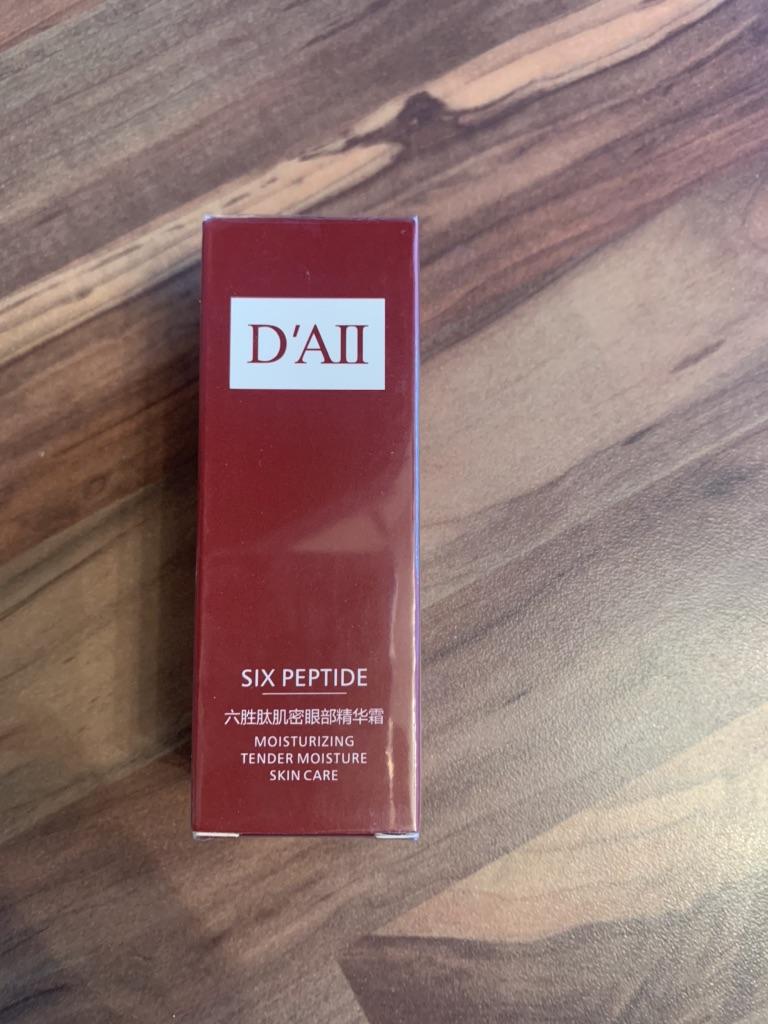 D'AII
SIX PEPTIDE
六胜肽肌密眼部精华霜
MOISTURIZING
TENDER MOISTURE
SKIN CARE